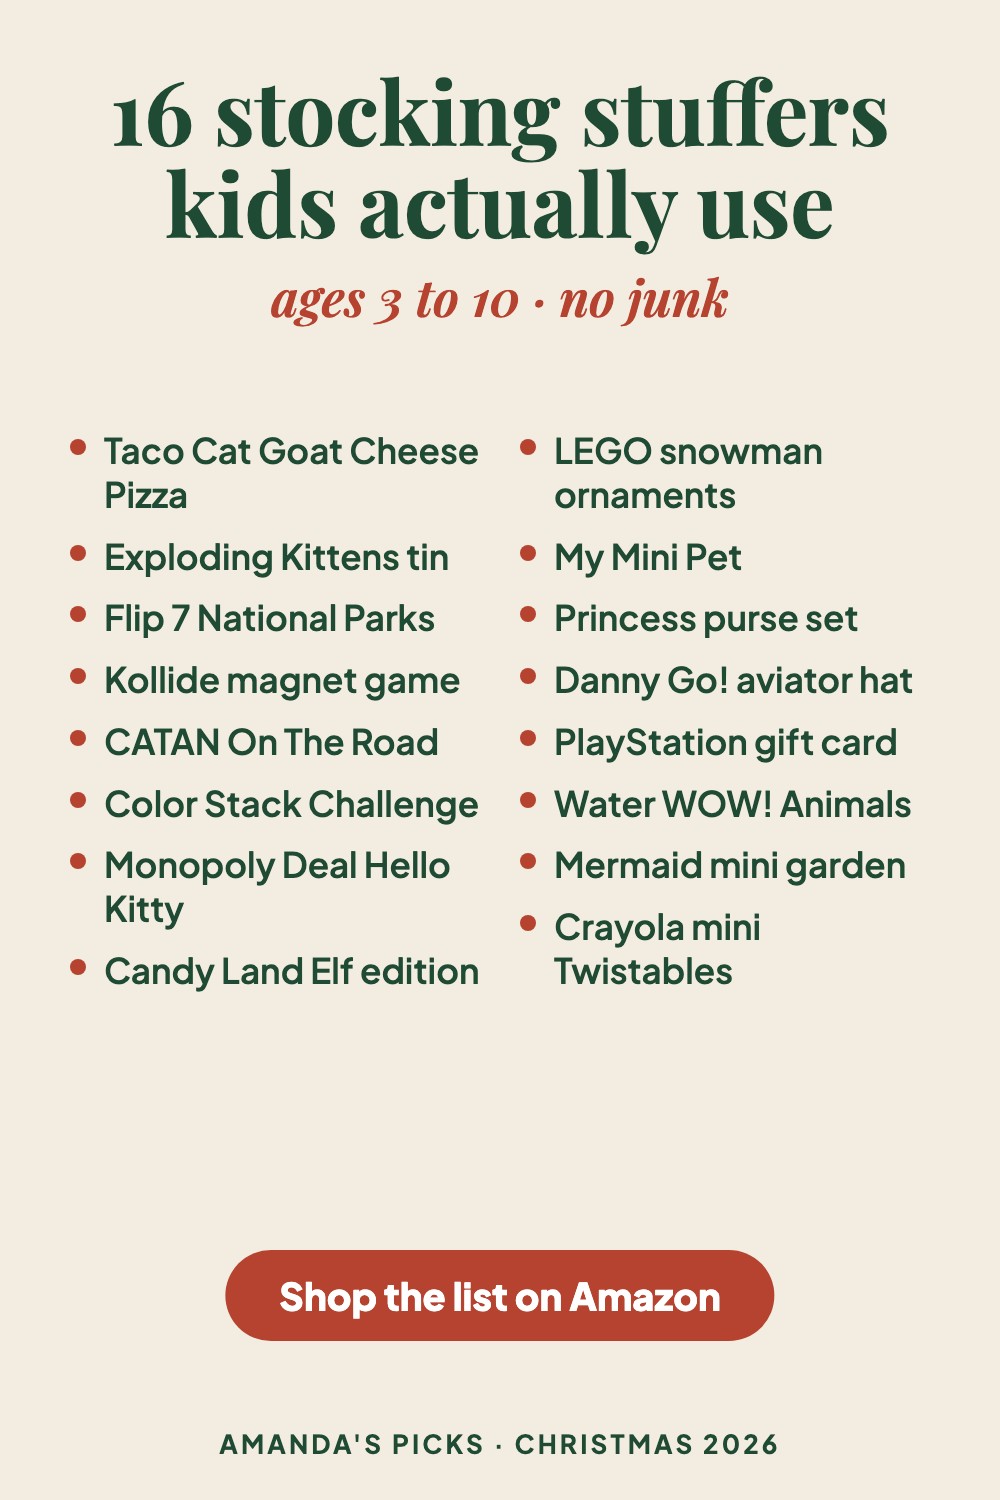 16 stocking stuffers
kids actually use
ages 3 to 10 · no junk
Taco Cat Goat Cheese
Pizza
Exploding Kittens tin
Flip 7 National Parks
Kollide magnet game
CATAN On The Road
Color Stack Challenge
Monopoly Deal Hello
Kitty
Candy Land Elf edition
LEGO snowman
ornaments
My Mini Pet
Princess purse set
Danny Go! aviator hat
PlayStation gift card
Water WOW! Animals
Mermaid mini garden
Crayola mini
Twistables
Shop the list on Amazon
AMANDA'S PICKS · CHRISTMAS 2026